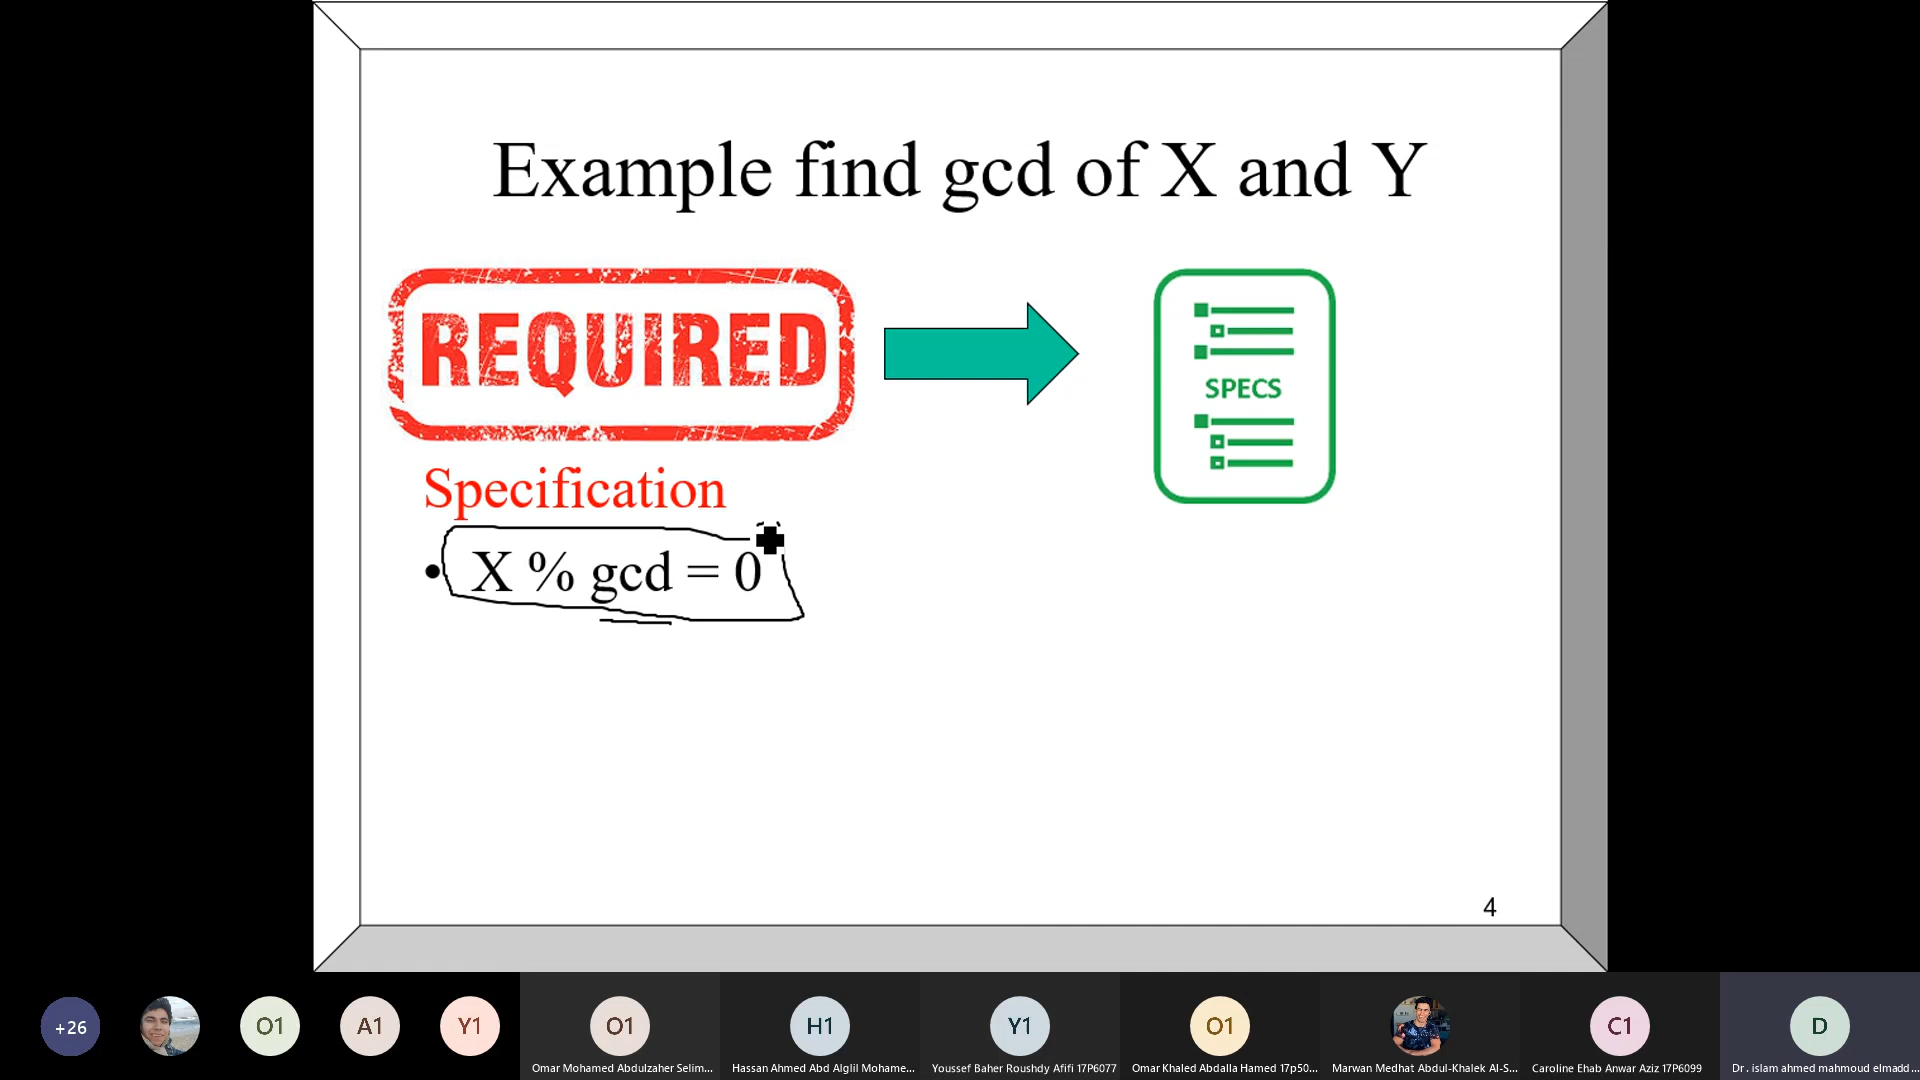 Example find gcd of X and Y
REQUIRED
SPECS
Specification
• X % gcd = 0
4
+26
O1
A1
Y1
O1
H1
Y1
O1
C1
D
Omar Mohamed Abdulzaher Selim...
Hassan Ahmed Abd Alglil Mohame...
Youssef Baher Roushdy Afifi 17P6077
Omar Khaled Abdalla Hamed 17p50...
Marwan Medhat Abdul-Khalek Al-S...
Caroline Ehab Anwar Aziz 17P6099
Dr. islam ahmed mahmoud elmadd...